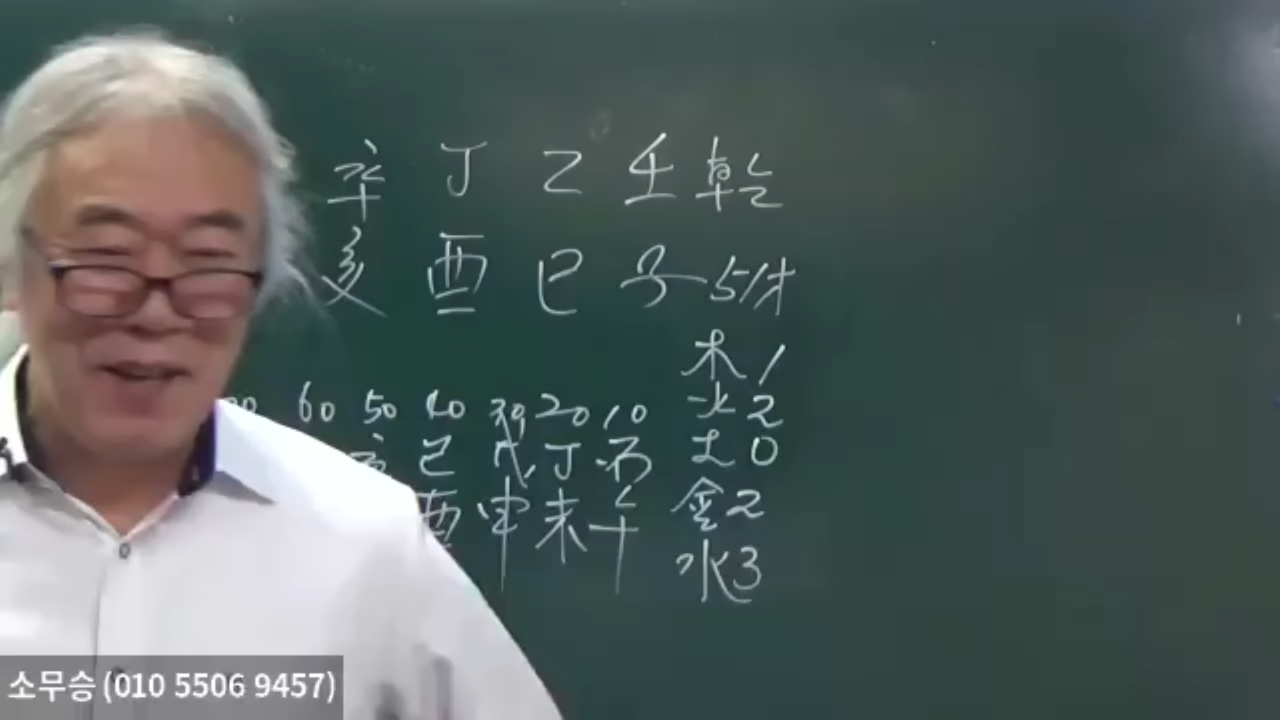 辛 丁 乙 壬 乾
亥 酉 巳 子 51才
木 1
火 2
60 50 40 30 20 10
己 戊 丁 丙
土 0
酉 申 未 午
金 2
水 3
소무승 (010 5506 9457)